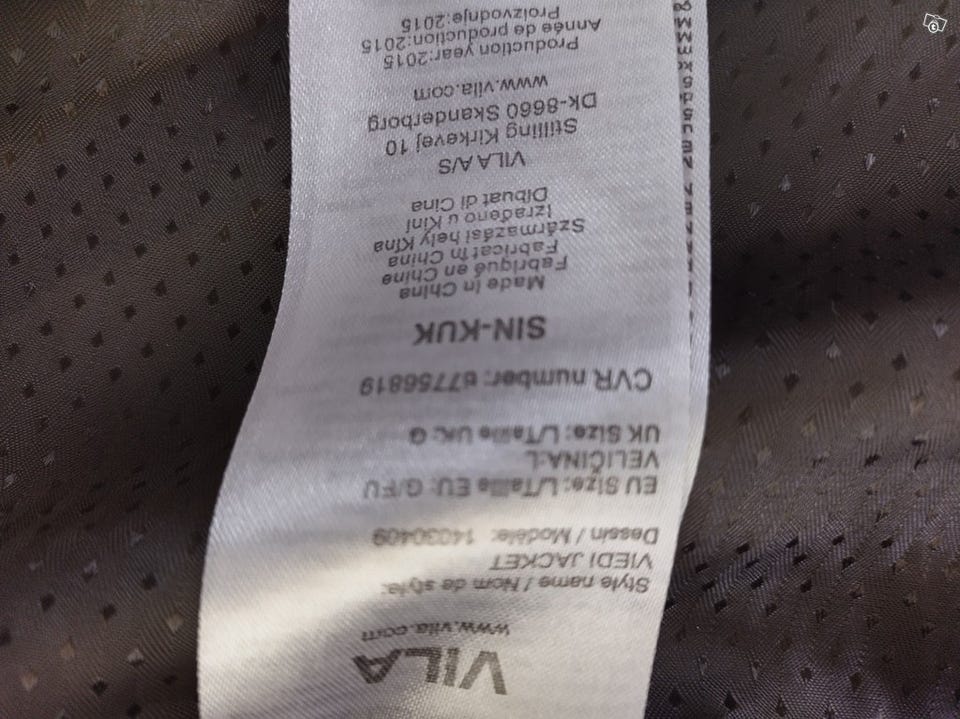 VILA
www.vila.com
Style name / Nom de style:
VIEDI JACKET
Dessin / Modèle: 14030409
EU Size: L/Taille EU: G/FU
VELIČINA:L
UK Size: L/Taille UK: G
CVR number: 67756819
SIN-KUK
Made in China
Fabriqué en Chine
Fabricat în China
Származási hely Kína
Izrađeno u Kini
Dibuat di Cina
VILA A/S
Stilling Kirkevej 10
Dk-8660 Skanderborg
www.vila.com
Production year:2015
Année de production:2015
Proizvodnje:2015